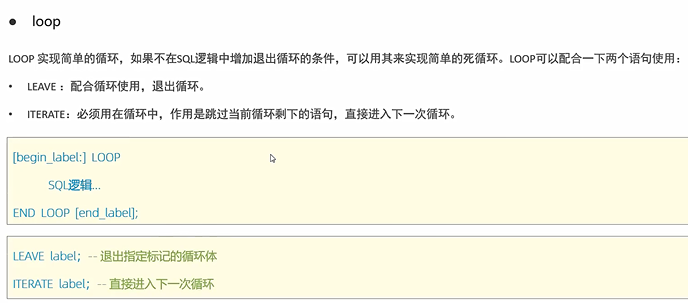 ● loop
LOOP 实现简单的循环，如果不在SQL逻辑中增加退出循环的条件，可以用其来实现简单的死循环。LOOP可以配合一下两个语句使用：
• LEAVE ：配合循环使用，退出循环。
• ITERATE：必须用在循环中，作用是跳过当前循环剩下的语句，直接进入下一次循环。
[begin_label:] LOOP
SQL逻辑...
END LOOP [end_label];
LEAVE label; -- 退出指定标记的循环体
ITERATE label; -- 直接进入下一次循环